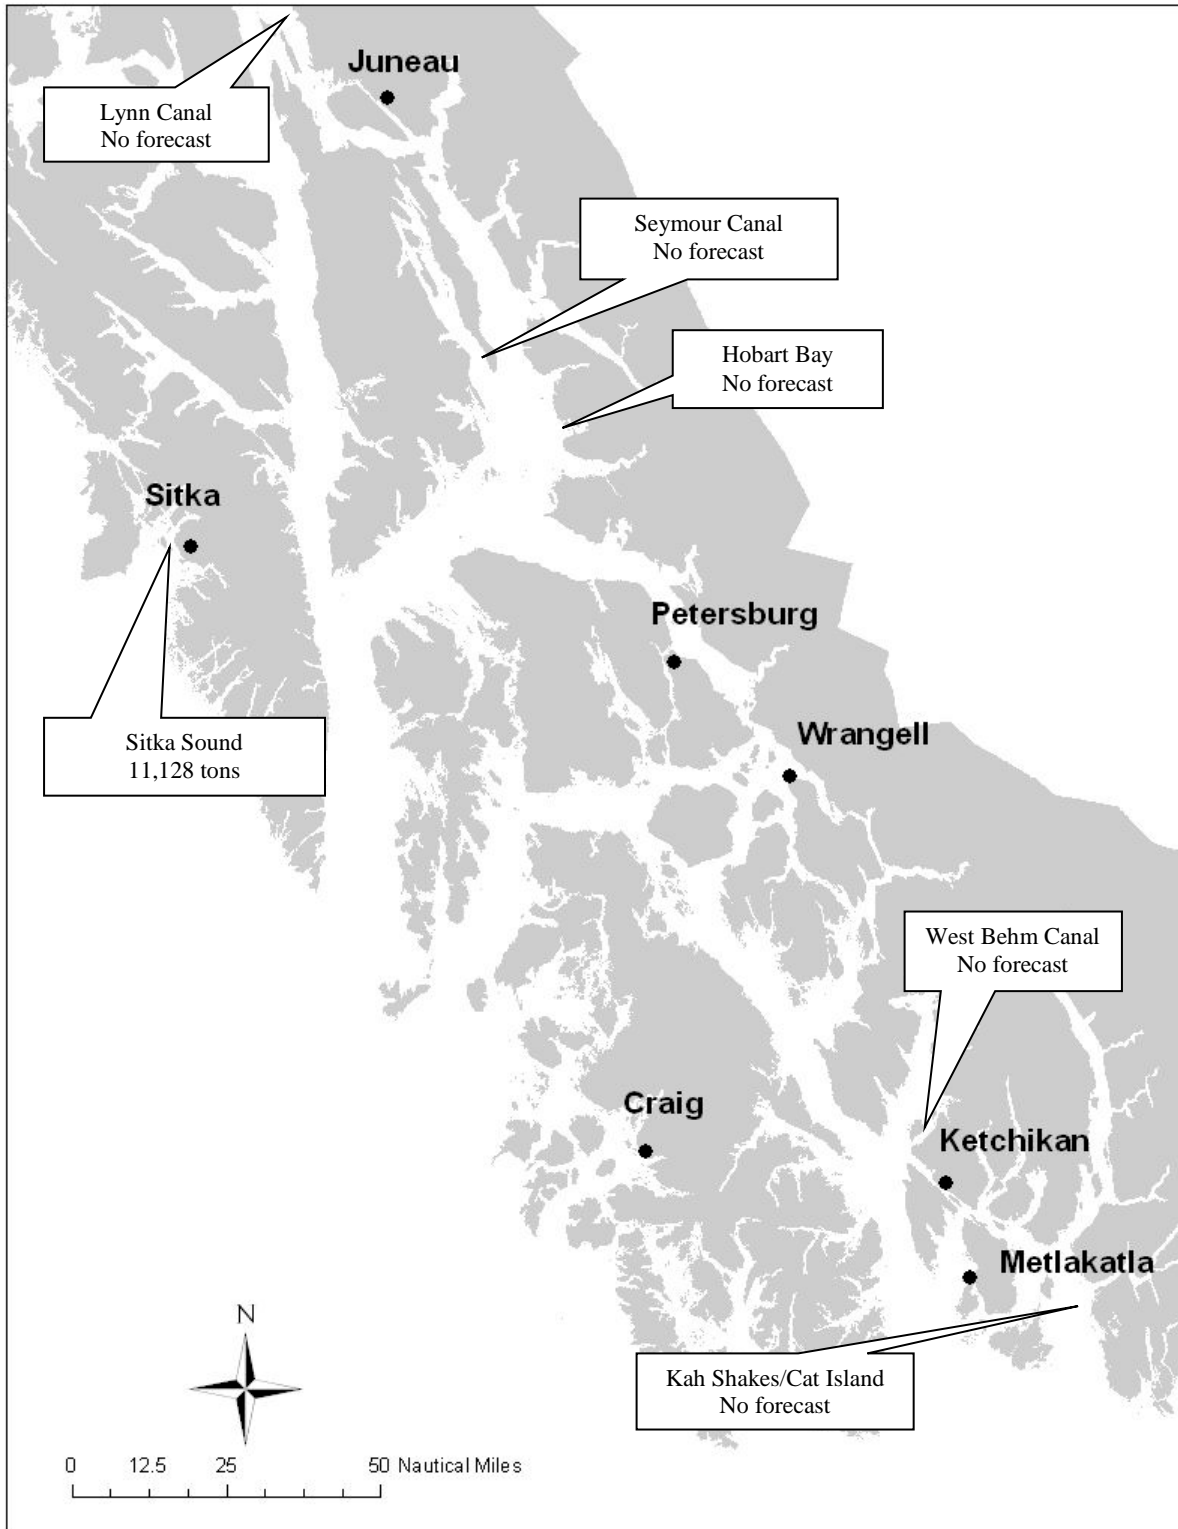 Juneau
Lynn Canal
No forecast
Seymour Canal
No forecast
Hobart Bay
No forecast
Sitka
Petersburg
Sitka Sound
11,128 tons
Wrangell
West Behm Canal
No forecast
Craig
Ketchikan
Metlakatla
N
Kah Shakes/Cat Island
No forecast
0 12.5 25 50 Nautical Miles